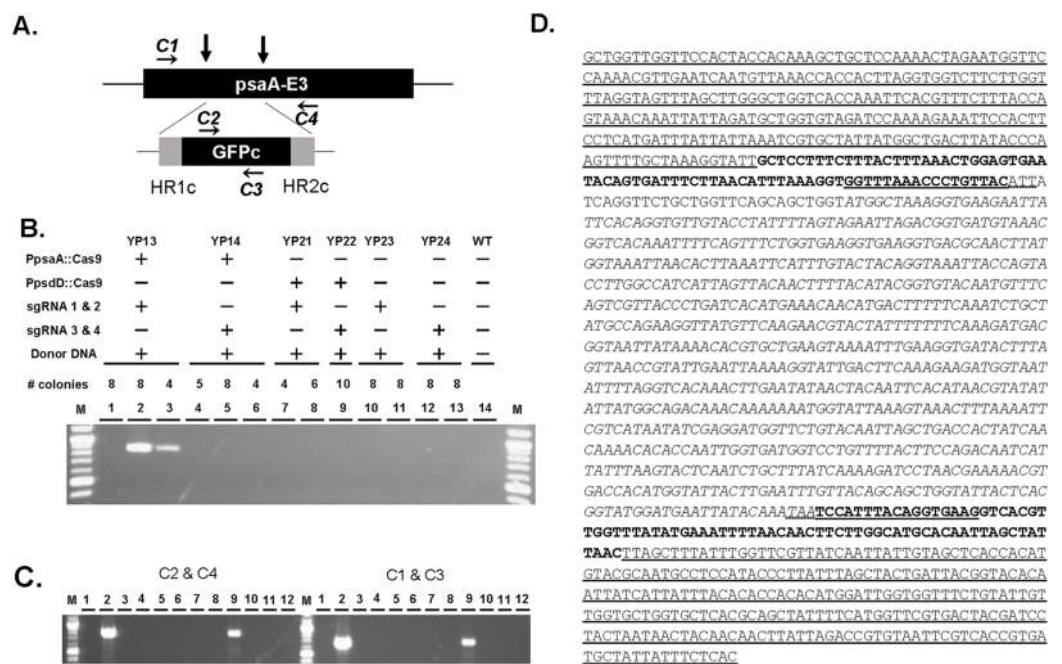 A.
C1
psaA-E3
C2
C4
GFPc
C3
HR1c
HR2c
B.
YP13 YP14 YP21 YP22 YP23 YP24 WT
PpsaA::Cas9 + + – – – – –
PpsdD::Cas9 – – + + – – –
sgRNA 1 & 2 + – + – + – –
sgRNA 3 & 4 – + – + – + –
Donor DNA + + + + + + –
# colonies 8 8 4 5 8 4 4 6 10 8 8 8 8
M 1 2 3 4 5 6 7 8 9 10 11 12 13 14 M
C.
C2 & C4
C1 & C3
M 1 2 3 4 5 6 7 8 9 10 11 12 M 1 2 3 4 5 6 7 8 9 10 11 12
D.
GCTGGTTGGTTCCACTACCACAAAGCTGCTCCAAAACTAGAATGGTTC
CAAAACGTTGAATCAATGTTAAACCACCACTTAGGTGGTCTTCTTGGT
TTAGGTAGTTTAGCTTGGGCTGGTCACCAAATTCACGTTTCTTTACCA
GTAAACAAATTATTAGATGCTGGTGTAGATCCAAAAGAAATTCCACTT
CCTCATGATTTATTATTAAATCGTGCTATTATGGCTGACTTATACCCA
AGTTTTGCTAAAGGTATTGCTCCTTTCTTTACTTTAAACTGGAGTGAA
TACAGTGATTTCTTAACATTTAAAGGTGGTTTAAACCCTGTTACATTA
TCAGGTTCTGCTGGTTCAGCAGCTGGTATGGCTAAAGGTGAAGAATTA
TTCACAGGTGTTGTACCTATTTTAGTAGAATTAGACGGTGATGTAAAC
GGTCACAAATTTTCAGTTTCTGGTGAAGGTGAAGGTGACGCAACTTAT
GGTAAATTAACACTTAAATTCATTTGTACTACAGGTAAATTACCAGTA
CCTTGGCCATCATTAGTTACAACTTTTACATACGGTGTACAATGTTTC
AGTCGTTACCCTGATCACATGAAACAACATGACTTTTTCAAATCTGCT
ATGCCAGAAGGTTATGTTCAAGAACGTACTATTTTTTTCAAAGATGAC
GGTAATTATAAAACACGTGCTGAAGTAAAATTTGAAGGTGATACTTTA
GTTAACCGTATTGAATTAAAAGGTATTGACTTCAAAGAAGATGGTAAT
ATTTTAGGTCACAAACTTGAATATAACTACAATTCACATAACGTATAT
ATTATGGCAGACAAACAAAAAAATGGTATTAAAGTAAACTTTAAAATT
CGTCATAATATCGAGGATGGTTCTGTACAATTAGCTGACCACTATCAA
CAAAACACACCAATTGGTGATGGTCCTGTTTTACTTCCAGACAATCAT
TATTTAAGTACTCAATCTGCTTTATCAAAAGATCCTAACGAAAAACGT
GACCACATGGTATTACTTGAATTTGTTACAGCAGCTGGTATTACTCAC
GGTATGGATGAATTATACAAATAATCCATTTACAGGTGAAGGTCACGT
TGGTTTATATGAAATTTTAACAACTTCTTGGCATGCACAATTAGCTAT
TAACTTAGCTTTATTTGGTTCGTTATCAATTATTGTAGCTCACCACAT
GTACGCAATGCCTCCATACCCTTATTTAGCTACTGATTACGGTACACA
ATTATCATTATTTACACACCACACATGGATTGGTGGTTTCTGTATTGT
TGGTGCTGGTGCTCACGCAGCTATTTTCATGGTTCGTGACTACGATCC
TACTAATAACTACAACAACTTATTAGACCGTGTAATTCGTCACCGTGA
TGCTATTATTTCTCAC